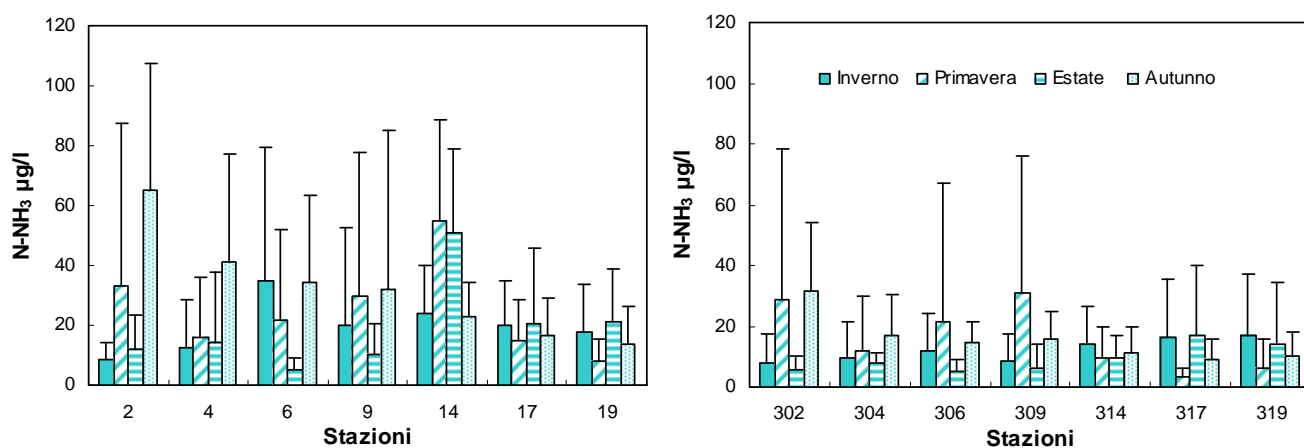 120
100
80
60
40
20
0
N-NH₃ µg/l
2 4 6 9 14 17 19
Stazioni
120
100
80
60
40
20
0
N-NH₃ µg/l
Inverno Primavera Estate Autunno
302 304 306 309 314 317 319
Stazioni